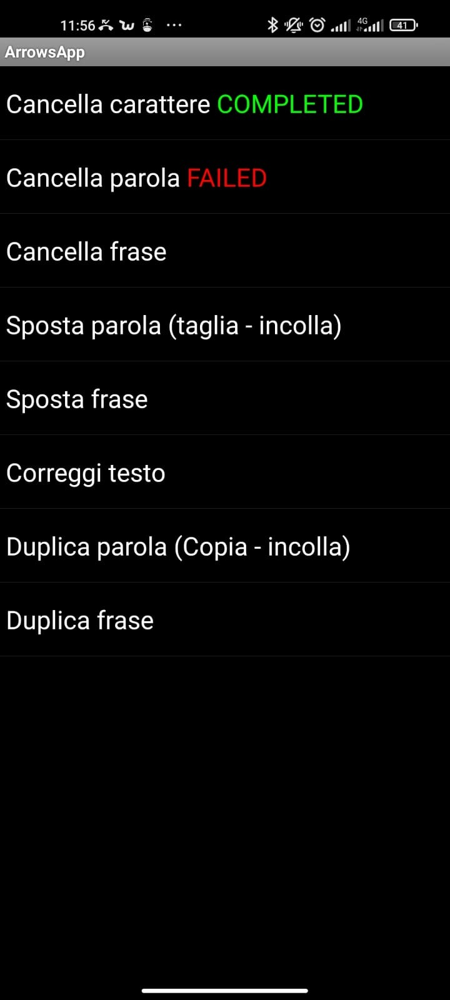 11:56 ... 4G 41
ArrowsApp
Cancella carattere COMPLETED
Cancella parola FAILED
Cancella frase
Sposta parola (taglia - incolla)
Sposta frase
Correggi testo
Duplica parola (Copia - incolla)
Duplica frase